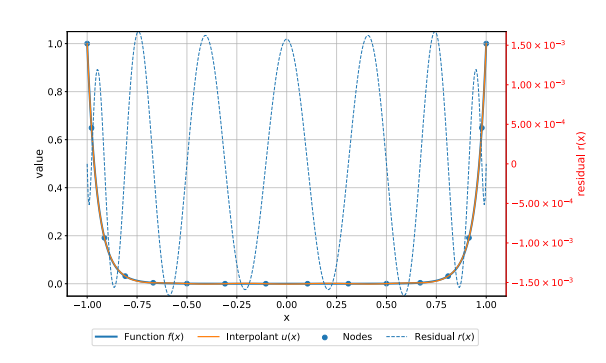 1.0
0.8
0.6
0.4
0.2
0.0
value
−1.00 −0.75 −0.50 −0.25 0.00 0.25 0.50 0.75 1.00
x
1.50 × 10⁻³
1.00 × 10⁻³
5.00 × 10⁻⁴
0
−5.00 × 10⁻⁴
−1.00 × 10⁻³
−1.50 × 10⁻³
residual r(x)
Function f(x) Interpolant u(x) Nodes Residual r(x)